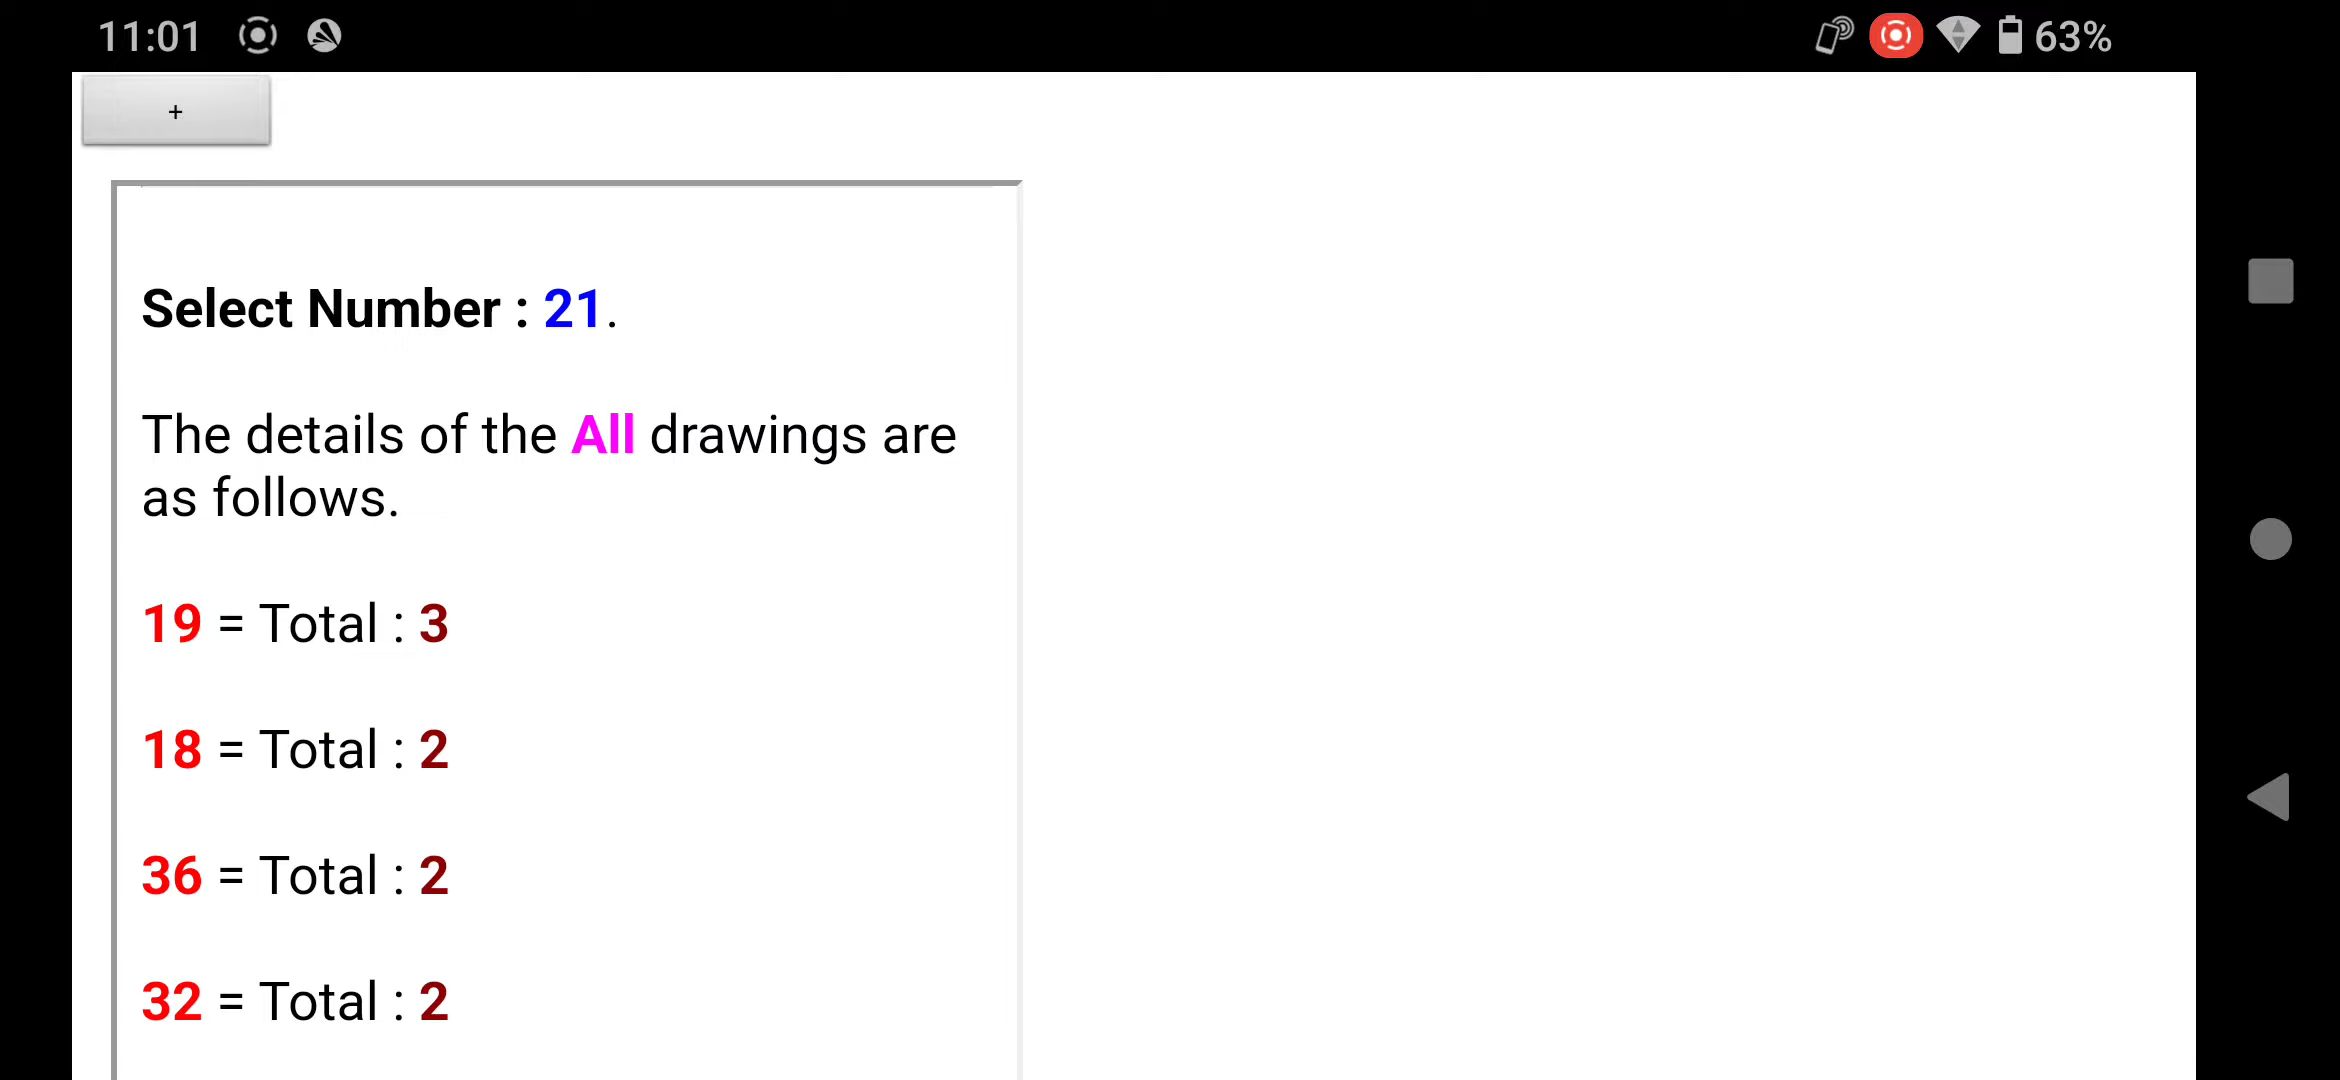 11:01
63%
+
Select Number : 21.
The details of the All drawings are
as follows.
19 = Total : 3
18 = Total : 2
36 = Total : 2
32 = Total : 2